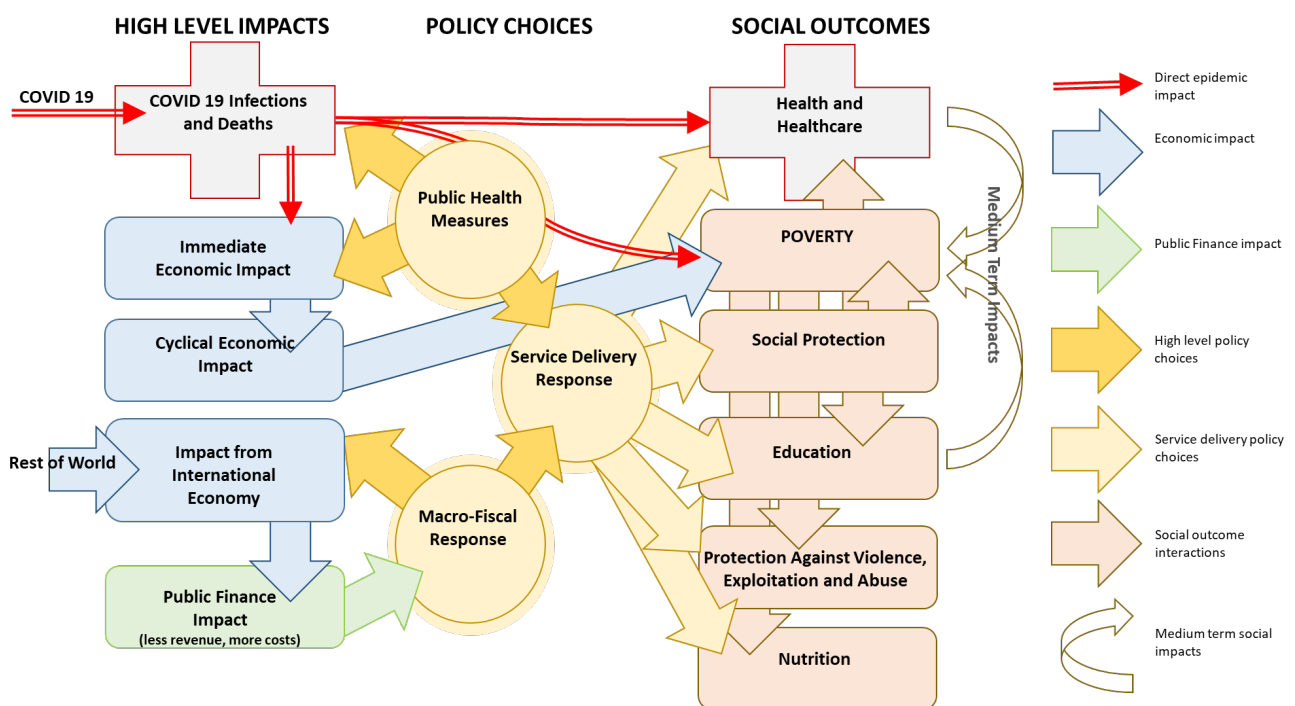 HIGH LEVEL IMPACTS
POLICY CHOICES
SOCIAL OUTCOMES
COVID 19
COVID 19 Infections
and Deaths
Health and
Healthcare
Public Health
Measures
Immediate
Economic Impact
POVERTY
Cyclical Economic
Impact
Service Delivery
Response
Social Protection
Rest of World
Impact from
International
Economy
Education
Macro-Fiscal
Response
Protection Against Violence,
Exploitation and Abuse
Public Finance
Impact
(less revenue, more costs)
Nutrition
Medium Term Impacts
Direct epidemic
impact
Economic impact
Public Finance impact
High level policy
choices
Service delivery policy
choices
Social outcome
interactions
Medium term social
impacts